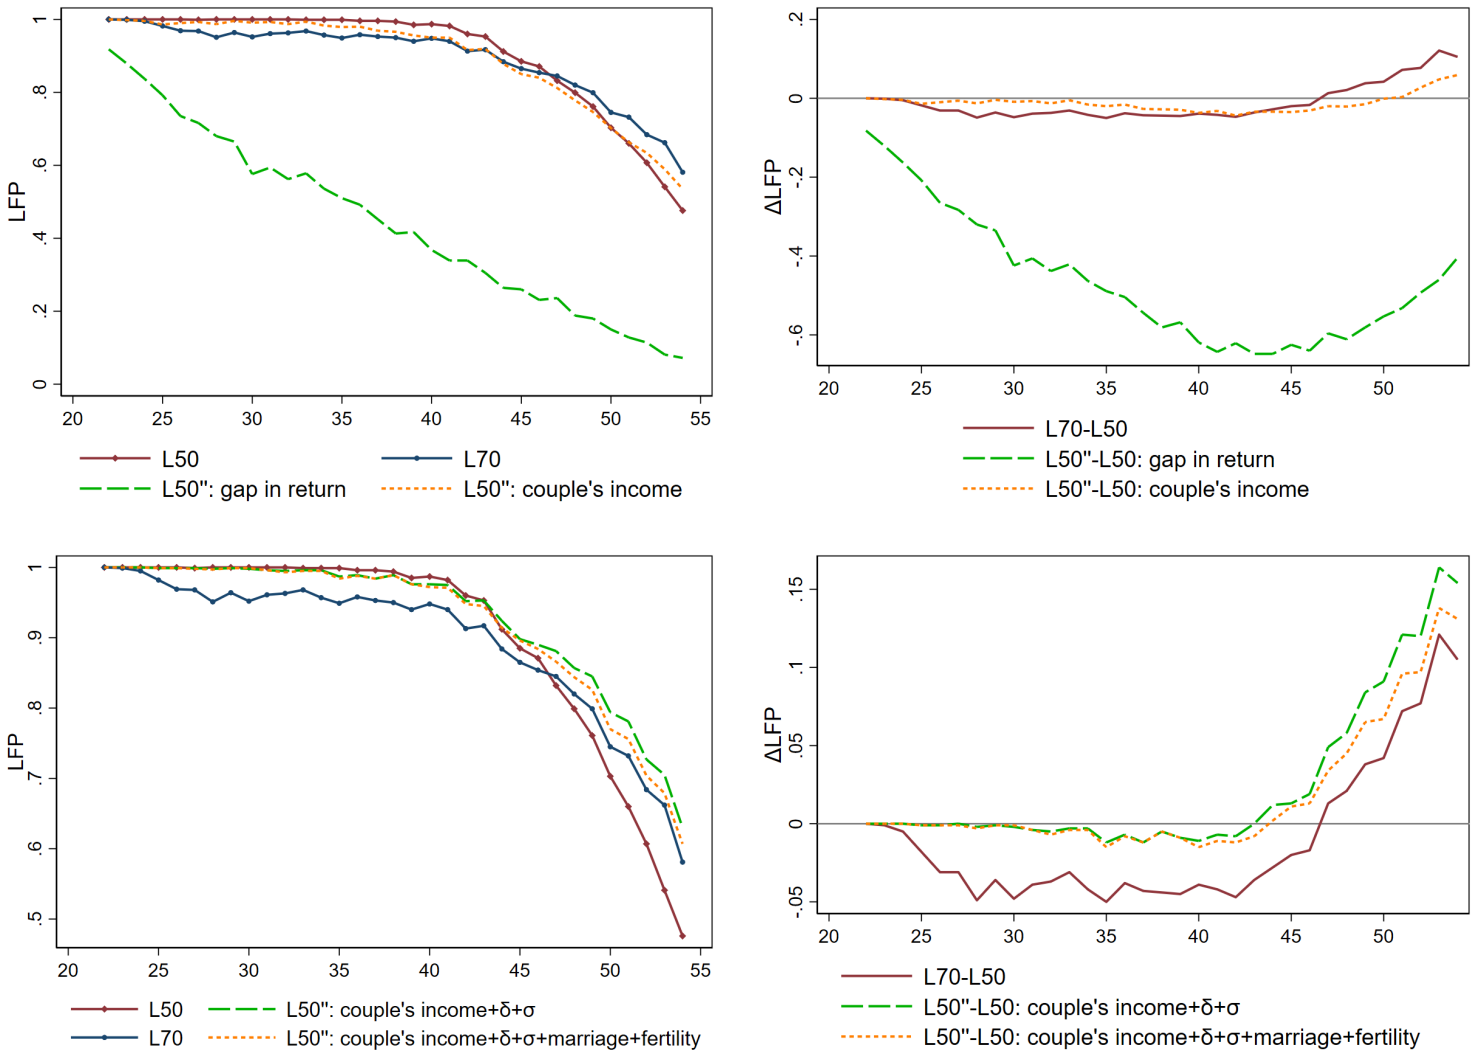 LFP
1
.8
.6
.4
.2
0
20 25 30 35 40 45 50 55
L50 L70
L50": gap in return L50": couple's income
ΔLFP
.2
0
-.2
-.4
-.6
20 25 30 35 40 45 50
L70-L50
L50"-L50: gap in return
L50"-L50: couple's income
LFP
1
.9
.8
.7
.6
.5
20 25 30 35 40 45 50 55
L50 L50": couple's income+δ+σ
L70 L50": couple's income+δ+σ+marriage+fertility
ΔLFP
.15
.1
.05
0
-.05
20 25 30 35 40 45 50
L70-L50
L50"-L50: couple's income+δ+σ
L50"-L50: couple's income+δ+σ+marriage+fertility